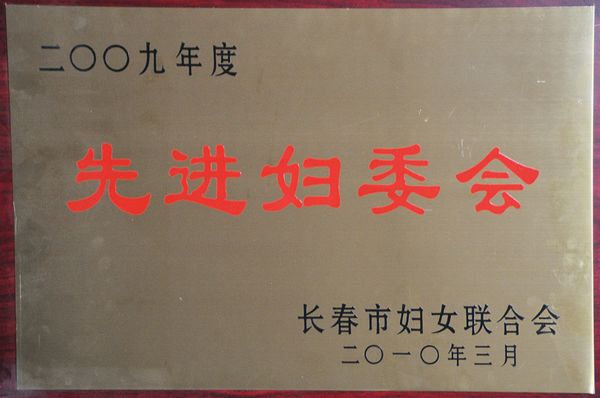 二〇〇九年度
先进妇委会
长春市妇女联合会
二〇一〇年三月